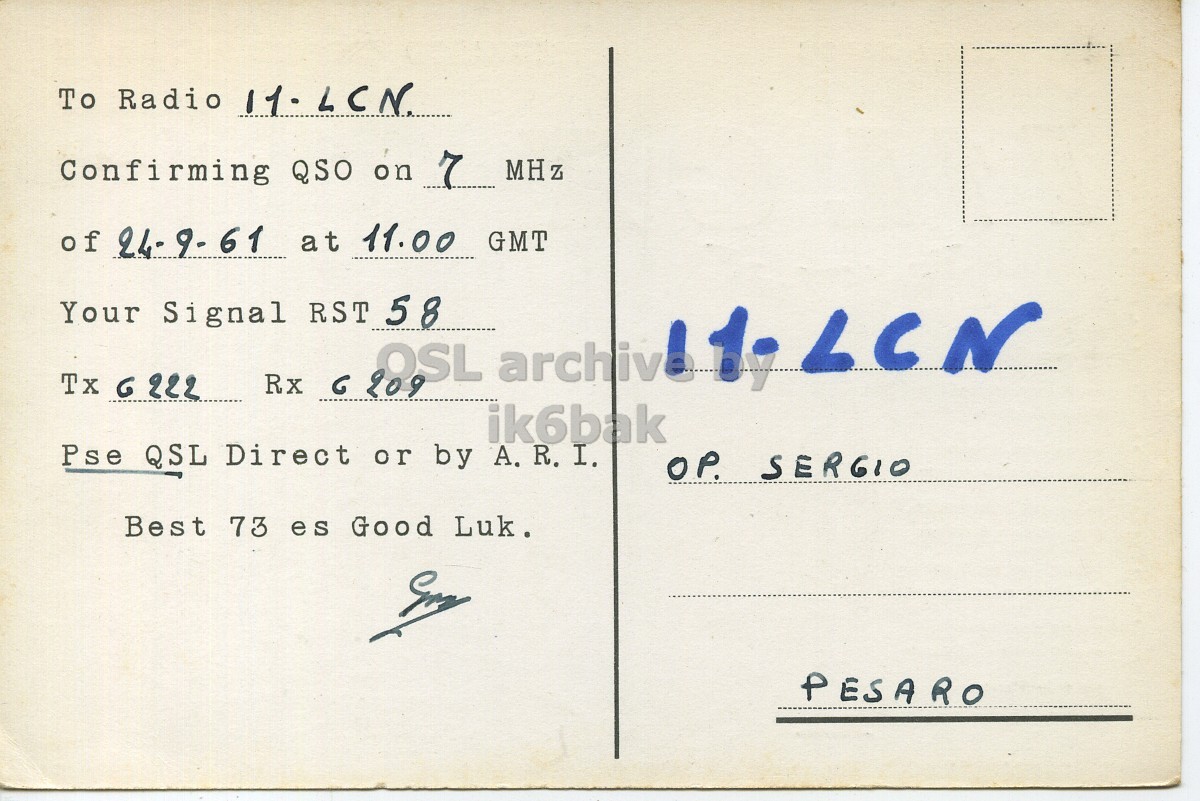 To Radio I1-LCN.
Confirming QSO on 7 MHz
of 24-9-61 at 11.00 GMT
Your Signal RST 58
Tx G 222 Rx G 209
Pse QSL Direct or by A.R.I.
Best 73 es Good Luk.
I1-LCN
OP. SERGIO
PESARO
QSL archive by
ik6bak